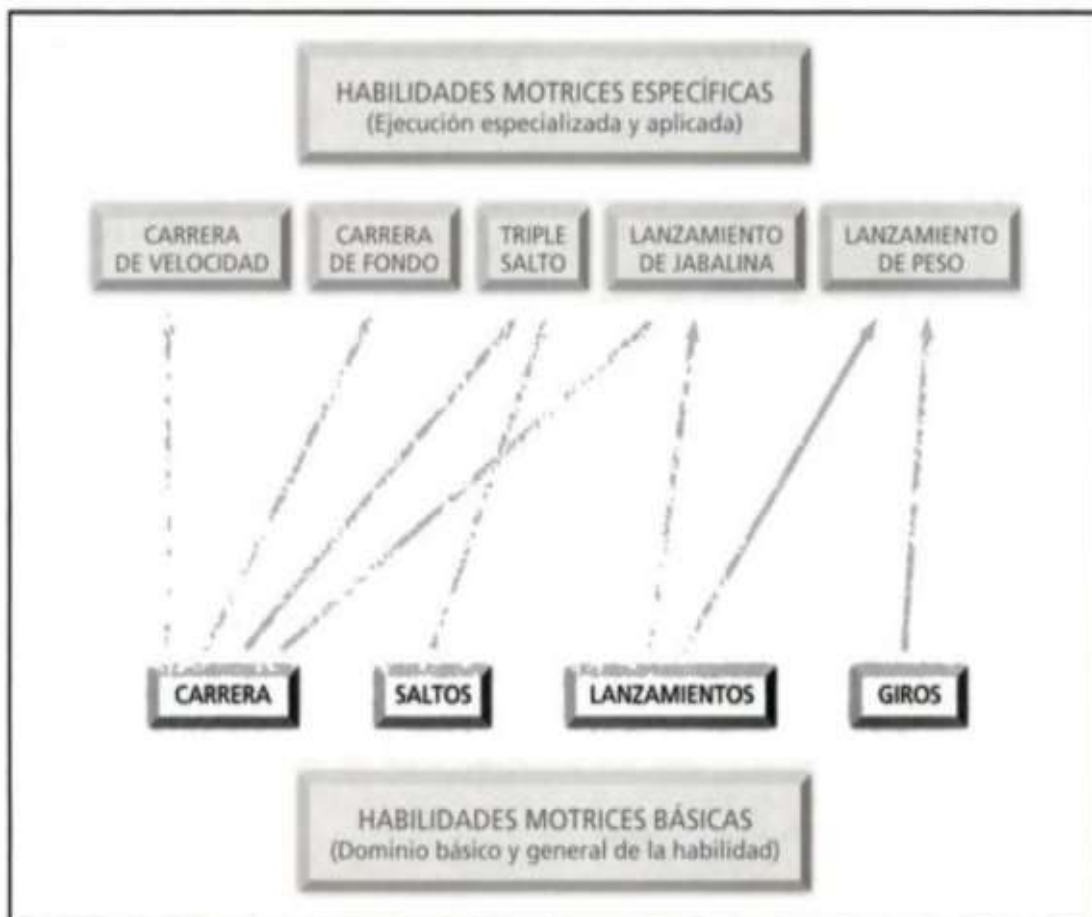 HABILIDADES MOTRICES ESPECÍFICAS
(Ejecución especializada y aplicada)
CARRERA
DE VELOCIDAD
CARRERA
DE FONDO
TRIPLE
SALTO
LANZAMIENTO
DE JABALINA
LANZAMIENTO
DE PESO
CARRERA
SALTOS
LANZAMIENTOS
GIROS
HABILIDADES MOTRICES BÁSICAS
(Dominio básico y general de la habilidad)